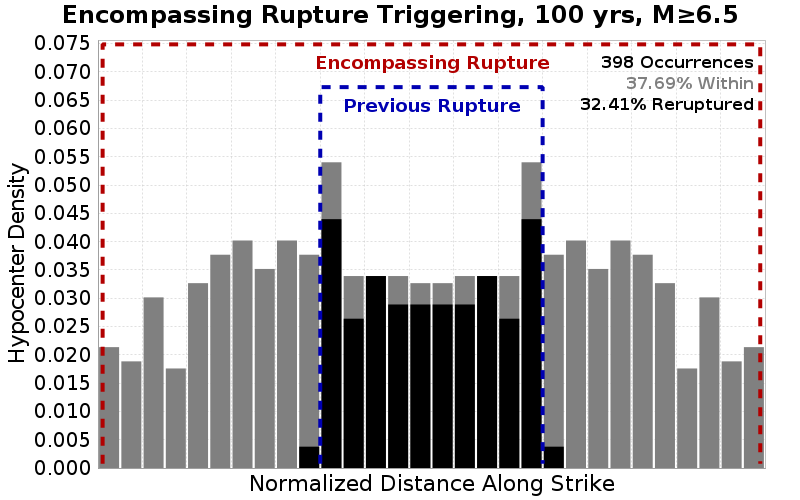 Encompassing Rupture Triggering, 100 yrs, M≥6.5
0.075
0.070
0.065
0.060
0.055
0.050
0.045
0.040
0.035
0.030
0.025
0.020
0.015
0.010
0.005
0.000
Hypocenter Density
Encompassing Rupture
Previous Rupture
398 Occurrences
37.69% Within
32.41% Reruptured
Normalized Distance Along Strike